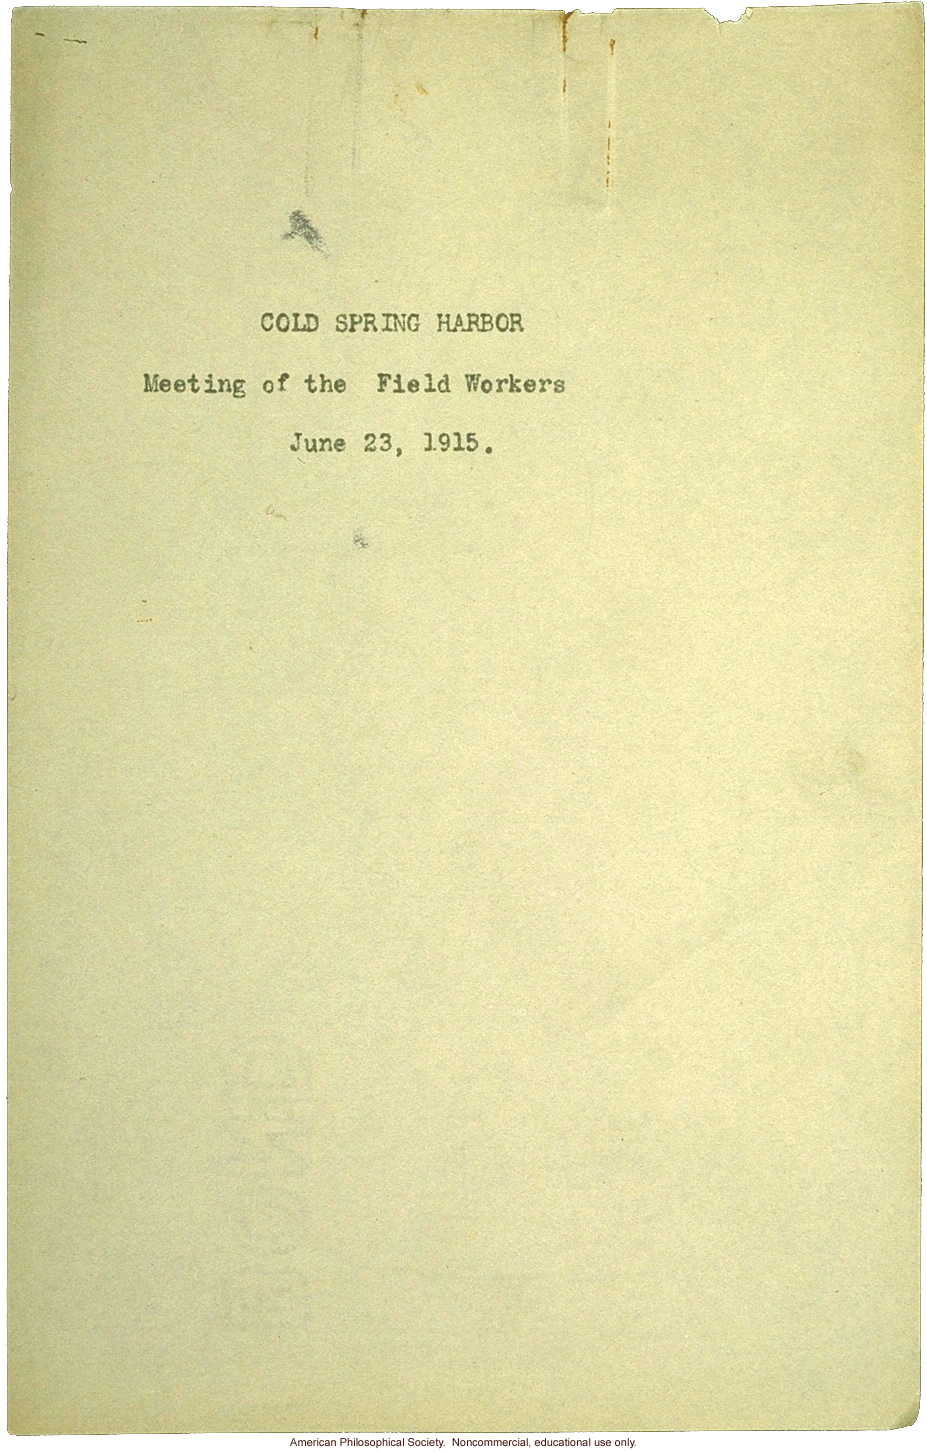 COLD SPRING HARBOR
Meeting of the Field Workers
June 23, 1915.
American Philosophical Society. Noncommercial, educational use only.